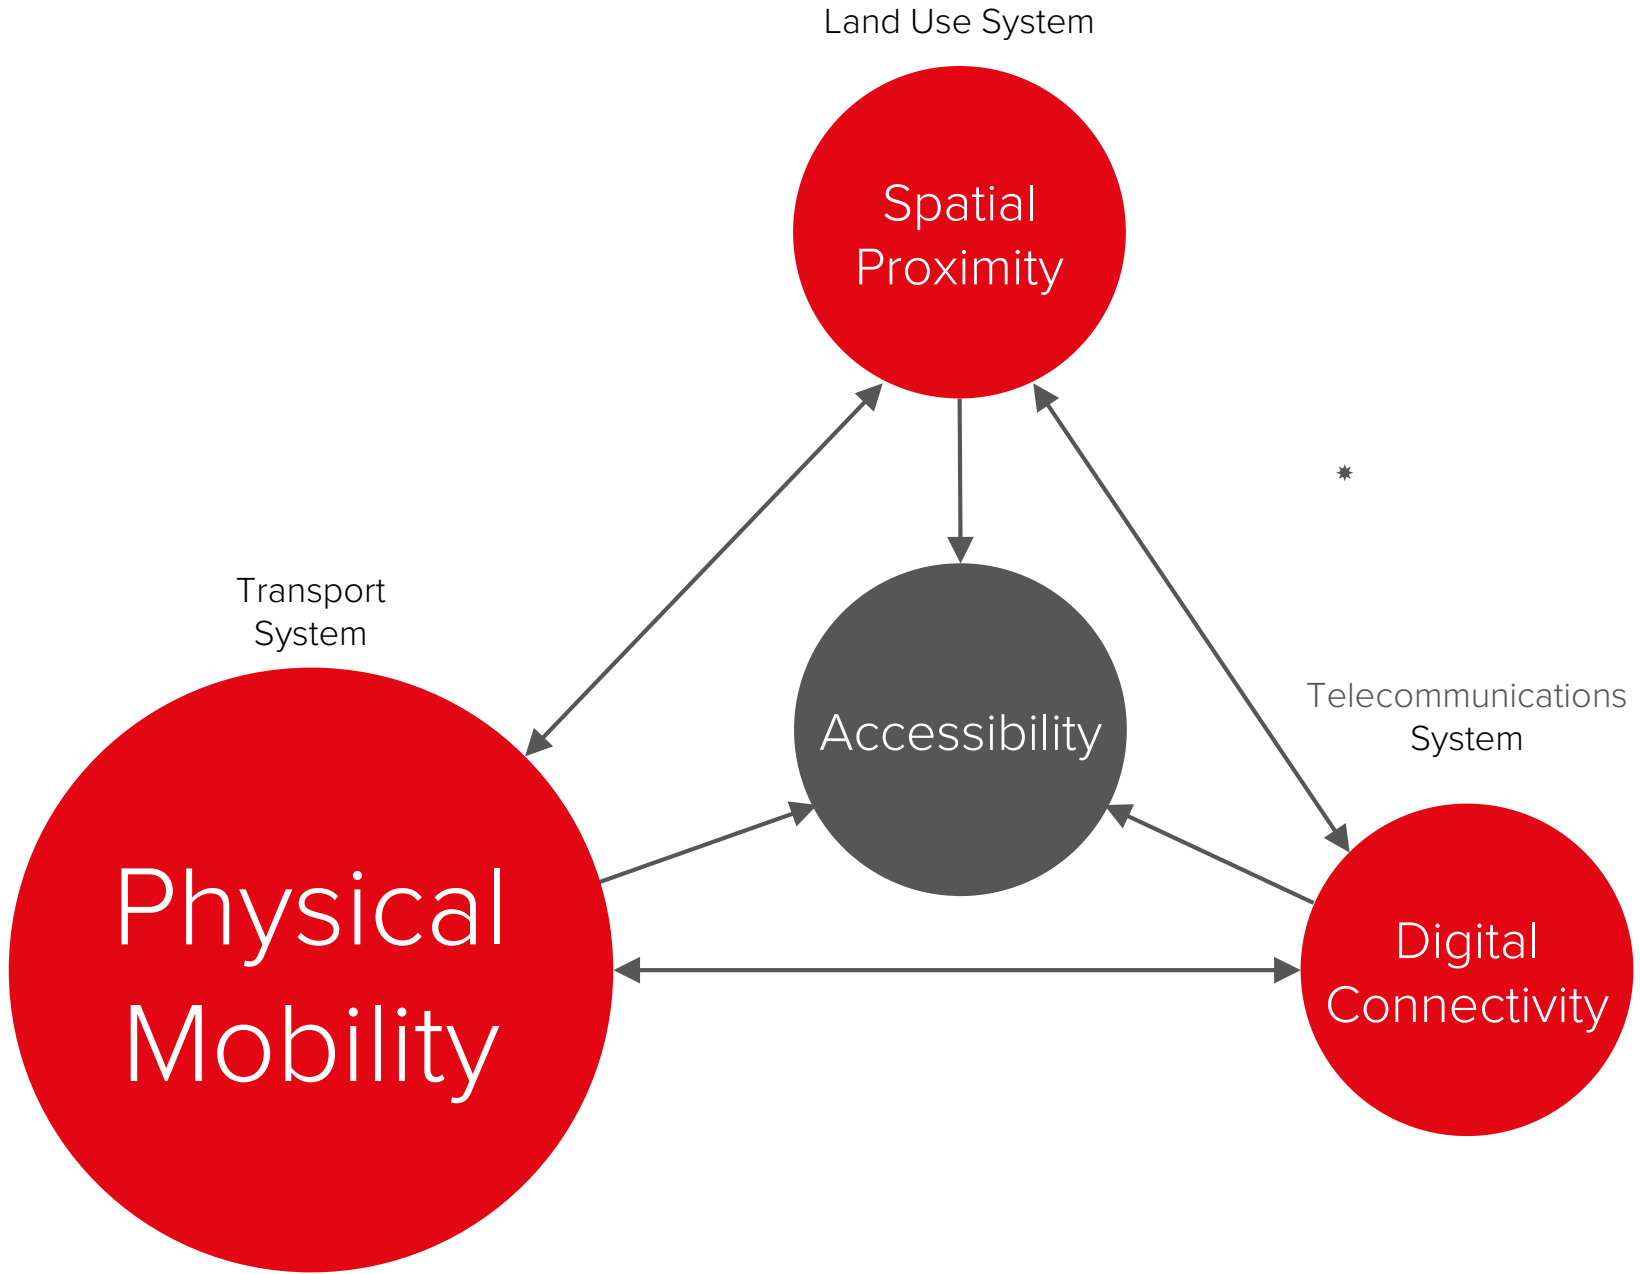 Land Use System
Spatial
Proximity
Transport
System
Accessibility
Telecommunications
System
Physical
Mobility
Digital
Connectivity